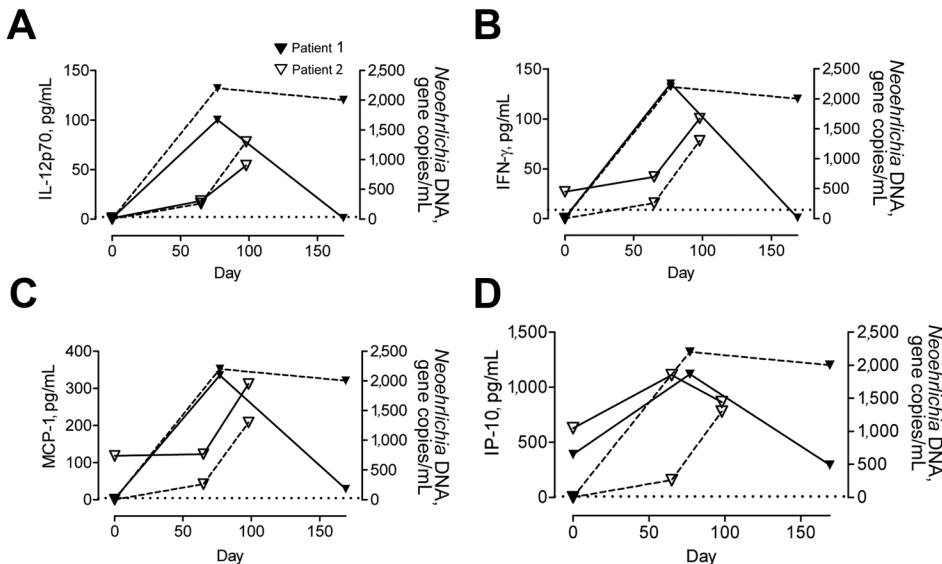 A
Patient 1
Patient 2
IL-12p70, pg/mL
150
100
50
0
2,500
2,000
1,500
1,000
500
0
Neoehrlichia DNA,
gene copies/mL
0 50 100 150
Day
B
IFN-γ, pg/mL
150
100
50
0
2,500
2,000
1,500
1,000
500
0
Neoehrlichia DNA,
gene copies/mL
0 50 100 150
Day
C
MCP-1, pg/mL
400
300
200
100
0
2,500
2,000
1,500
1,000
500
0
Neoehrlichia DNA,
gene copies/mL
0 50 100 150
Day
D
IP-10, pg/mL
1,500
1,000
500
0
2,500
2,000
1,500
1,000
500
0
Neoehrlichia DNA,
gene copies/mL
0 50 100 150
Day